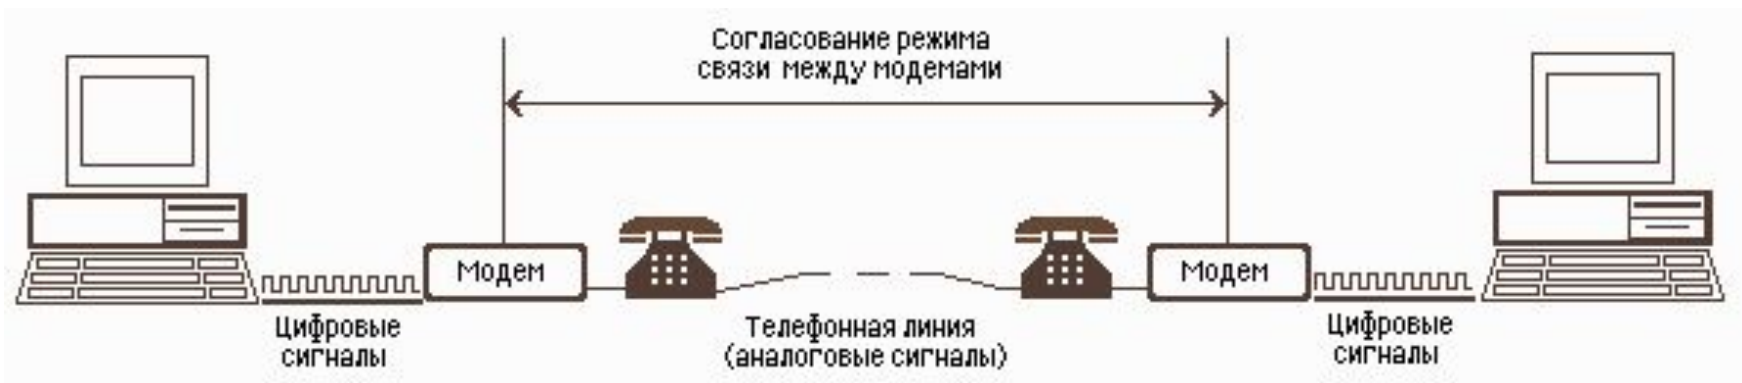 Согласование режима
связи между модемами
Модем
Модем
Цифровые
сигналы
Телефонная линия
(аналоговые сигналы)
Цифровые
сигналы